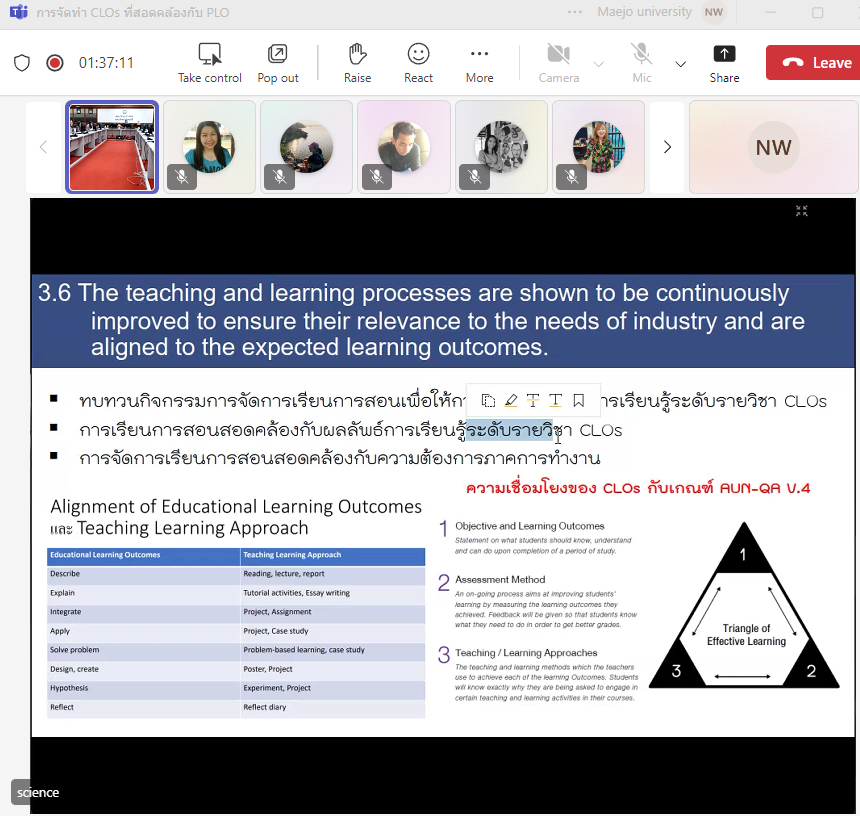 การจัดทำ CLOs ที่สอดคล้องกับ PLO
Maejo university NW
01:37:11
Take control Pop out Raise React More Camera Mic Share Leave
NW
3.6 The teaching and learning processes are shown to be continuously
improved to ensure their relevance to the needs of industry and are
aligned to the expected learning outcomes.
ทบทวนกิจกรรมการจัดการเรียนการสอนเพื่อให้กา การเรียนรู้ระดับรายวิชา CLOs
การเรียนการสอนสอดคล้องกับผลลัพธ์การเรียนรู้ระดับรายวิชา CLOs
การจัดการเรียนการสอนสอดคล้องกับความต้องการภาคการทำงาน
ความเชื่อมโยงของ CLOs กับเกณฑ์ AUN-QA V.4
Alignment of Educational Learning Outcomes
และ Teaching Learning Approach
Educational Learning Outcomes Teaching Learning Approach
Describe Reading, lecture, report
Explain Tutorial activities, Essay writing
Integrate Project, Assignment
Apply Project, Case study
Solve problem Problem-based learning, case study
Design, create Poster, Project
Hypothesis Experiment, Project
Reflect Reflect diary
1 Objective and Learning Outcomes
Statement on what students should know, understand
and can do upon completion of a period of study.
2 Assessment Method
An on-going process aims at improving students'
learning by measuring the learning outcomes they
achieved. Feedback will be given so that students know
what they need to do in order to get better grades.
3 Teaching / Learning Approaches
The teaching and learning methods which the teachers
use to achieve each of the learning Outcomes. Students
will know exactly why they are being asked to engage in
certain teaching and learning activities in their courses.
1
Triangle of
Effective Learning
3 2
science